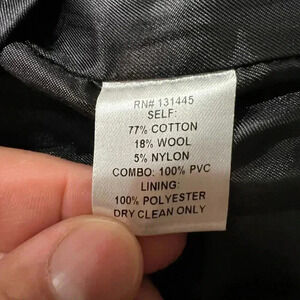 RN# 131445
SELF:
77% COTTON
18% WOOL
5% NYLON
COMBO: 100% PVC
LINING:
100% POLYESTER
DRY CLEAN ONLY